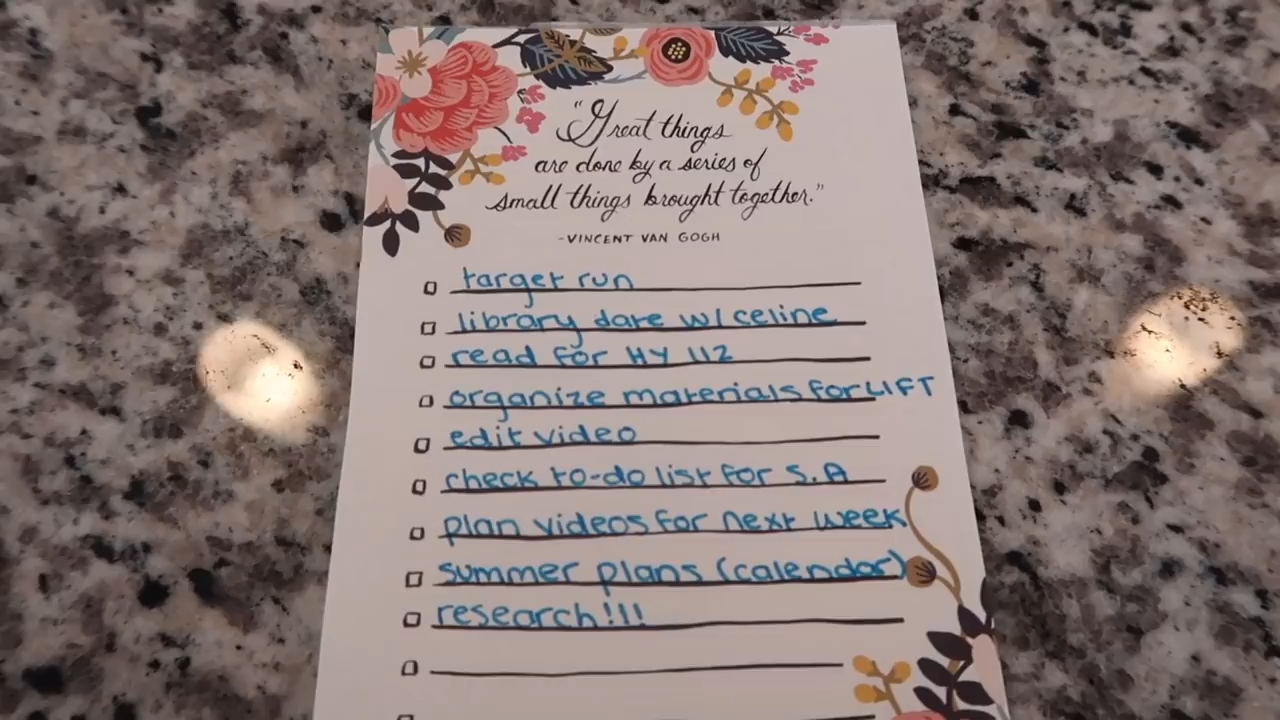 "Great things
are done by a series of
small things brought together."
-VINCENT VAN GOGH
target run
library date w/ celine
read for HY 112
organize materials for LIFT
edit video
check to-do list for S.A
plan videos for next week
summer plans (calendar)
research!!!